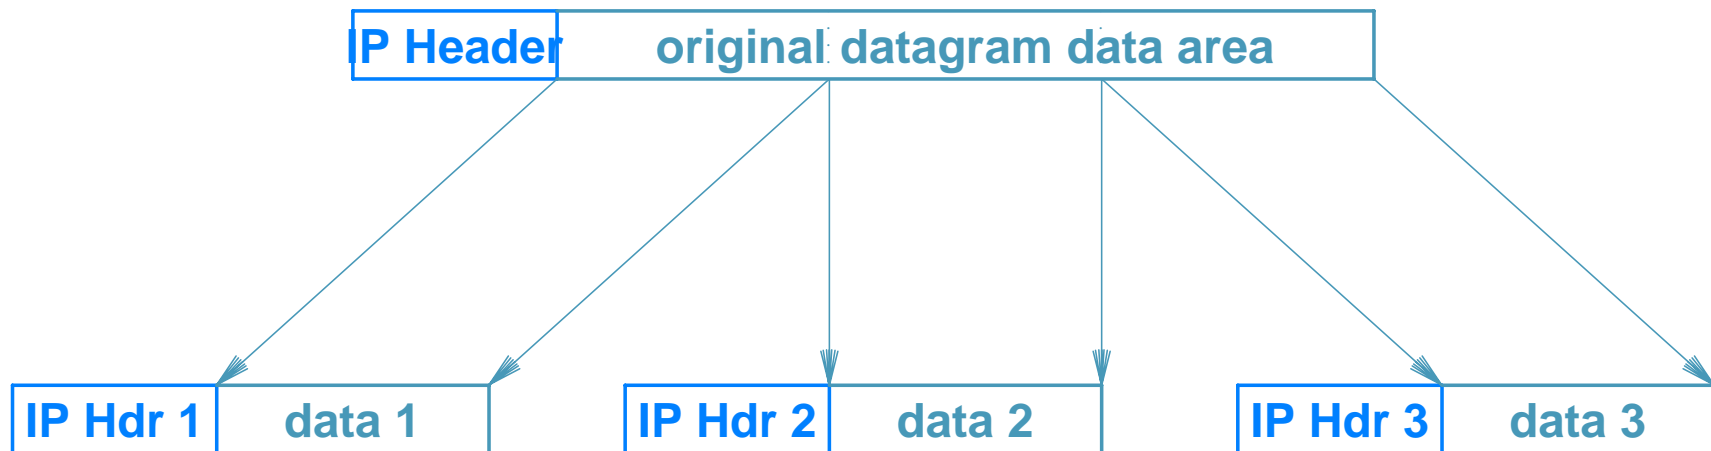 IP Header original datagram data area
IP Hdr 1 data 1 IP Hdr 2 data 2 IP Hdr 3 data 3